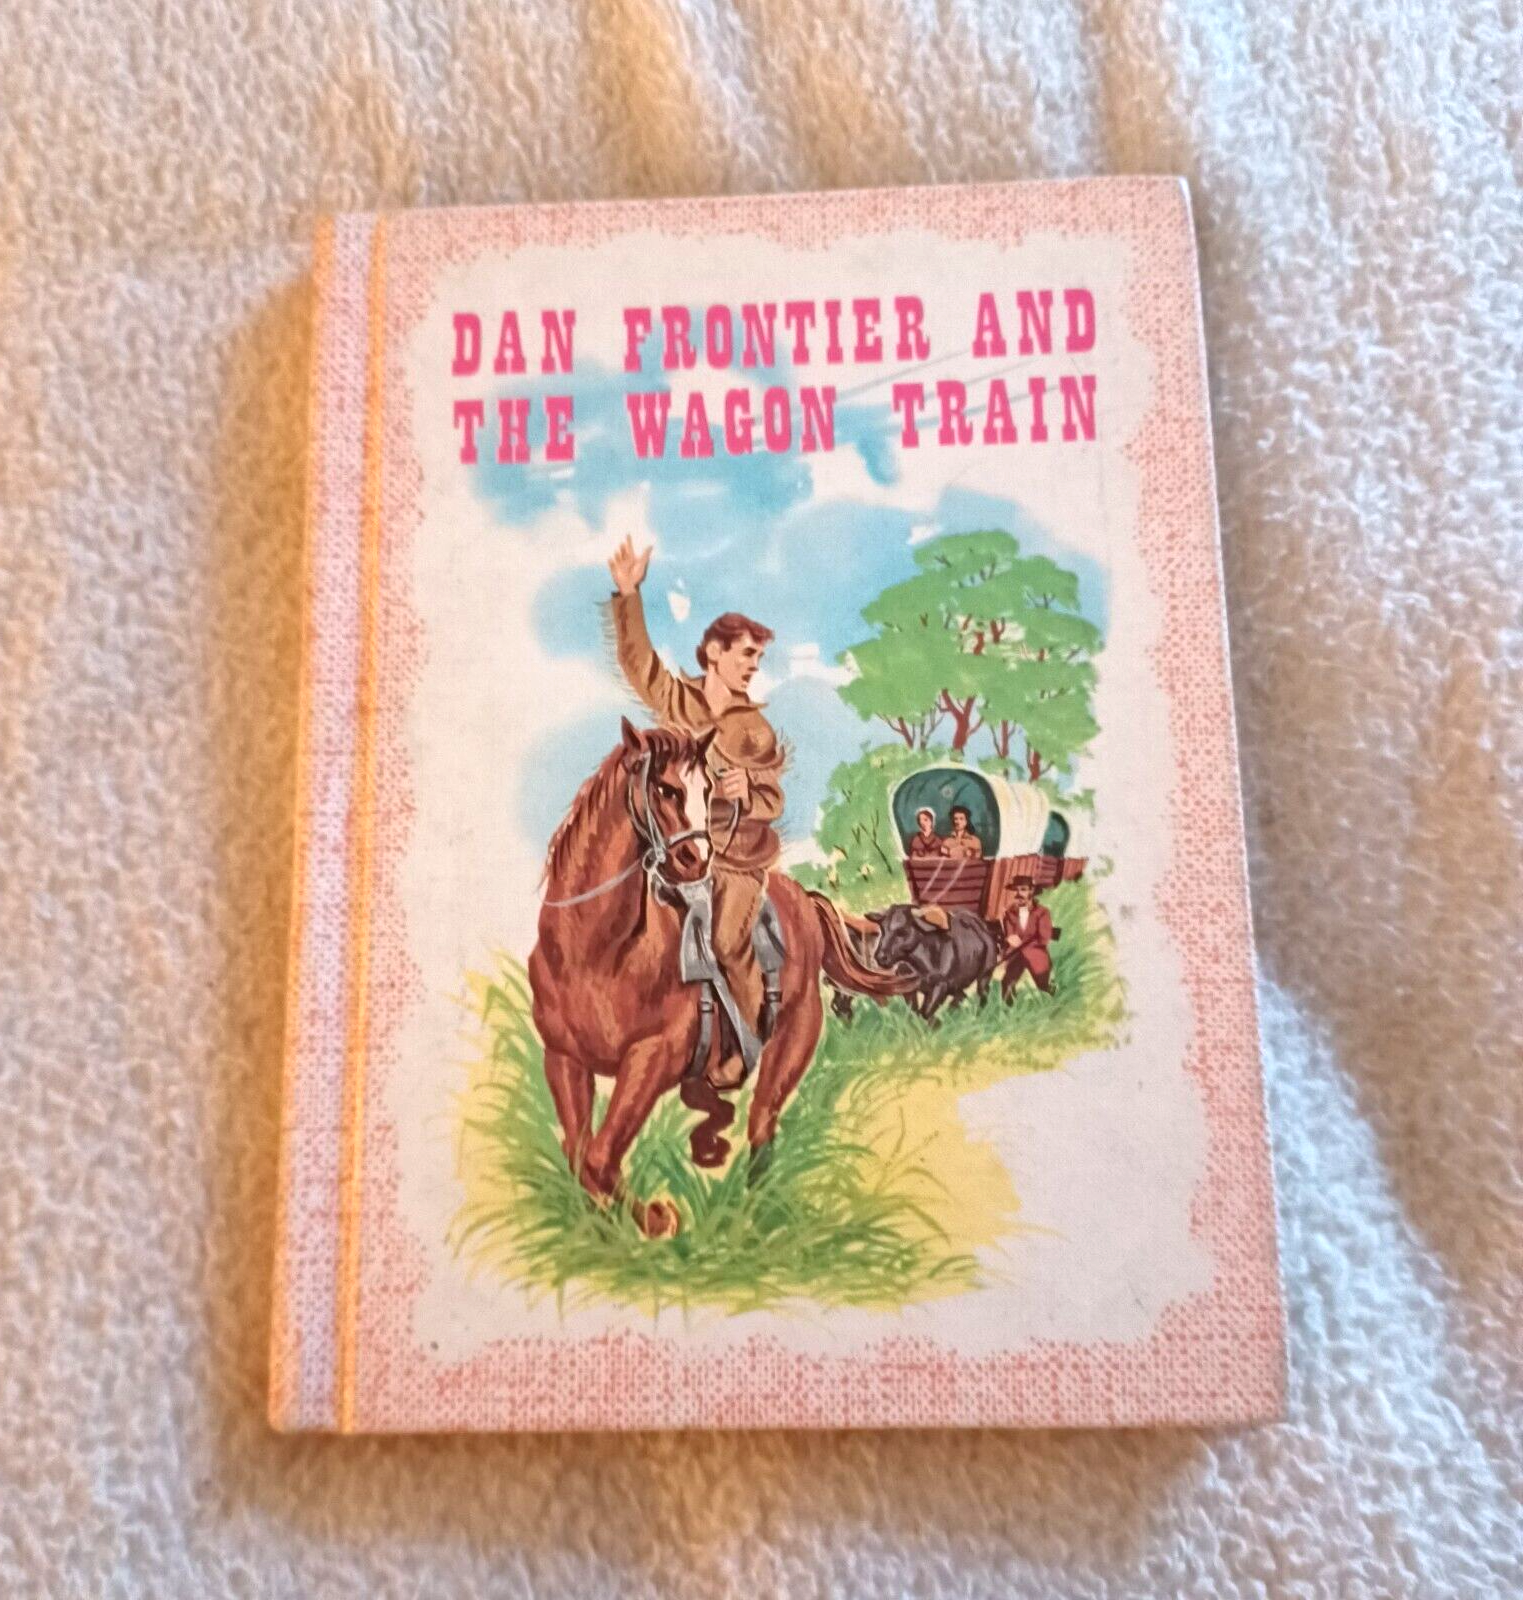 DAN FRONTIER AND
THE WAGON TRAIN